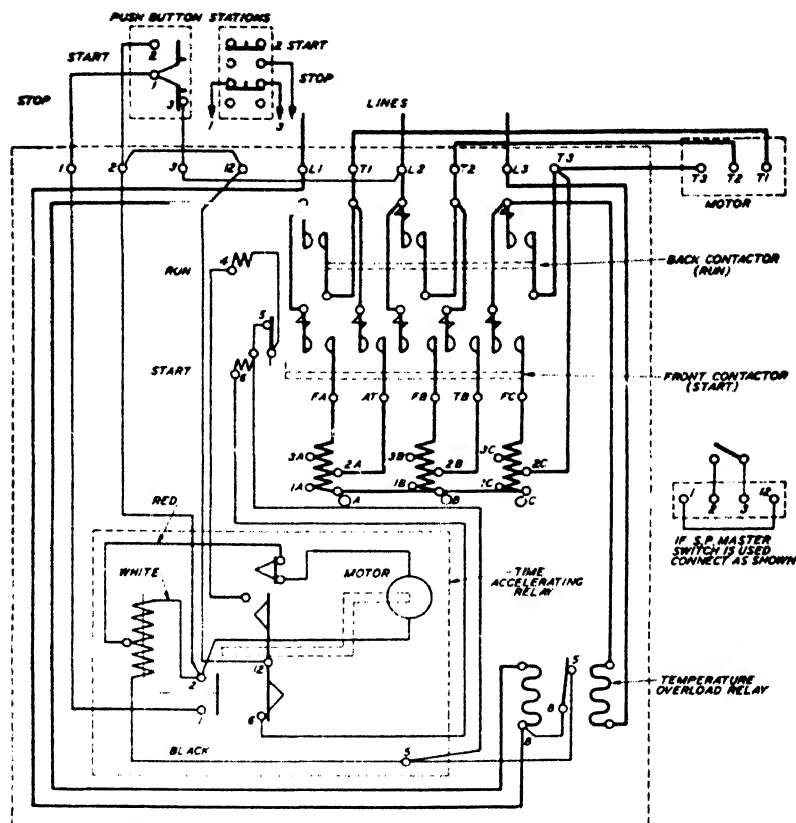 PUSH BUTTON STATIONS
START
2
1
3
2 START
STOP
1
3
STOP
LINES
1
2
3
12
L1
T1
L2
T2
L3
T3
T3
T2
T1
MOTOR
RUN
4
BACK CONTACTOR
(RUN)
5
START
6
FRONT CONTACTOR
(START)
FA
AT
FB
TB
FC
3A
2A
3B
2B
3C
2C
1A
A
1B
B
1C
C
1
2
3
12
IF S.P. MASTER
SWITCH IS USED
CONNECT AS SHOWN
RED
WHITE
MOTOR
TIME
ACCELERATING
RELAY
2
12
1
6
BLACK
5
5
8
8
TEMPERATURE
OVERLOAD RELAY